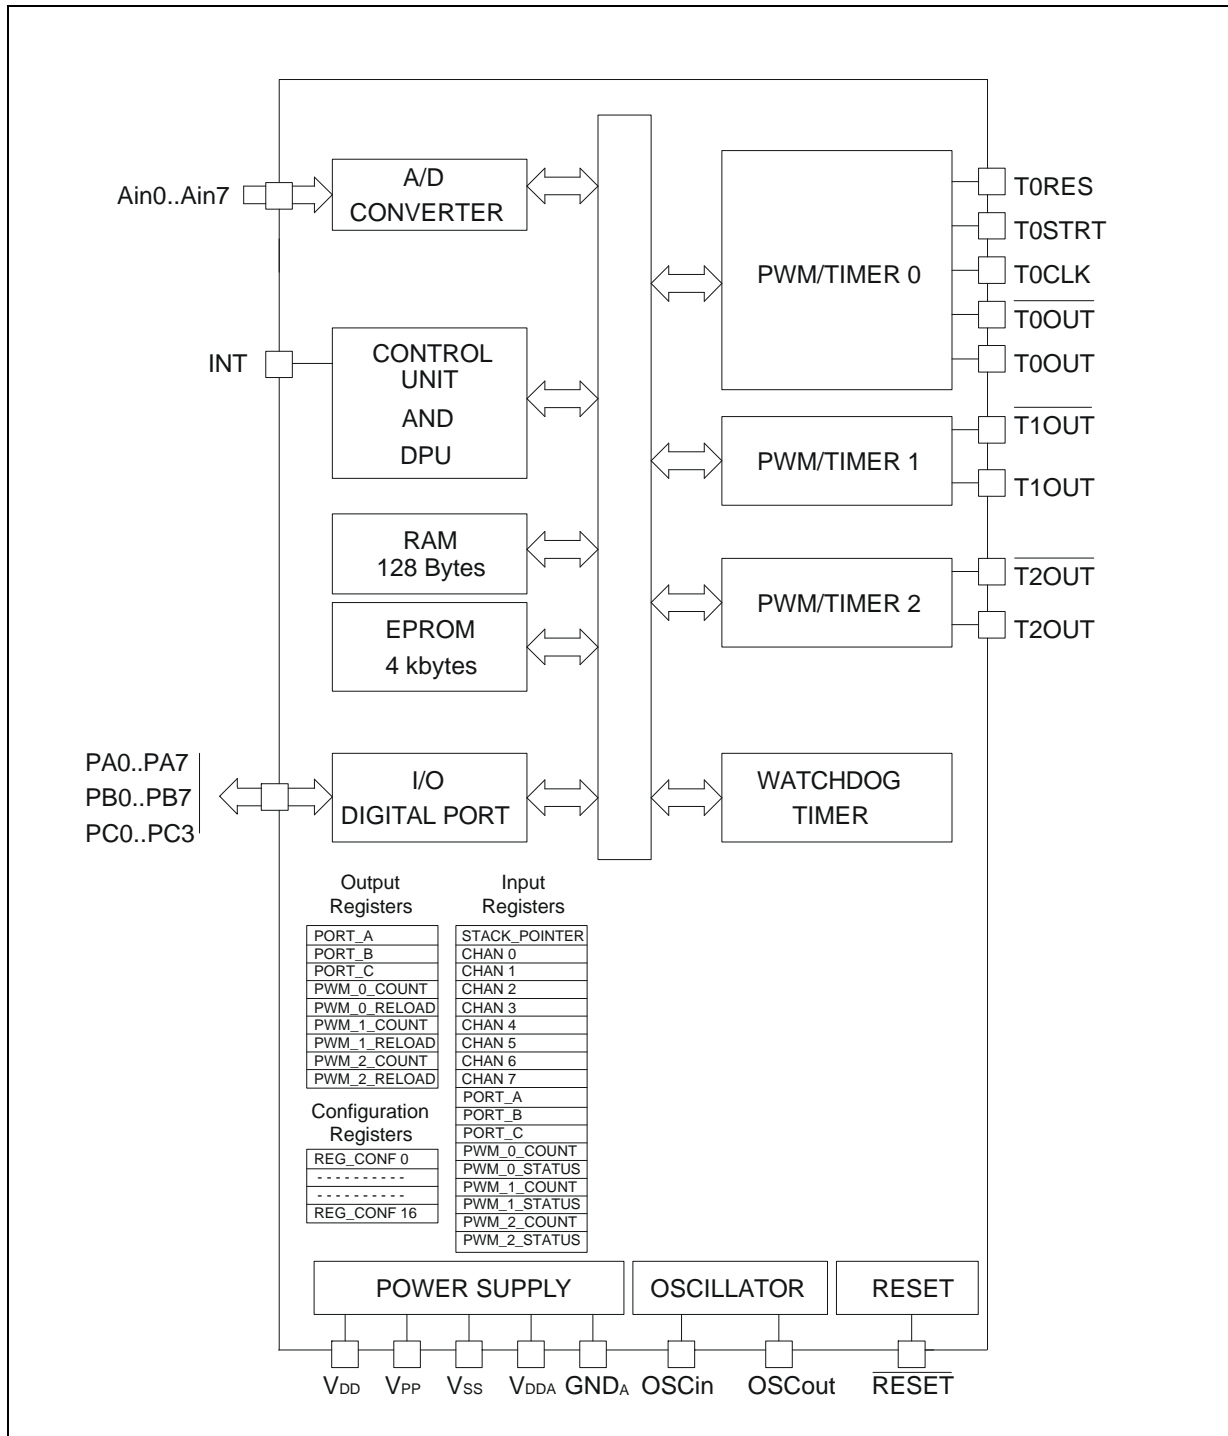 Ain0..Ain7
A/D
CONVERTER
INT
CONTROL
UNIT
AND
DPU
RAM
128 Bytes
EPROM
4 kbytes
PA0..PA7
PB0..PB7
PC0..PC3
I/O
DIGITAL PORT
PWM/TIMER 0
T0RES
T0STRT
T0CLK
T0OUT
T0OUT
PWM/TIMER 1
T1OUT
T1OUT
PWM/TIMER 2
T2OUT
T2OUT
WATCHDOG
TIMER
Output
Registers
PORT_A
PORT_B
PORT_C
PWM_0_COUNT
PWM_0_RELOAD
PWM_1_COUNT
PWM_1_RELOAD
PWM_2_COUNT
PWM_2_RELOAD
Configuration
Registers
REG_CONF 0
- - - - - - - - - -
- - - - - - - - - -
REG_CONF 16
Input
Registers
STACK_POINTER
CHAN 0
CHAN 1
CHAN 2
CHAN 3
CHAN 4
CHAN 5
CHAN 6
CHAN 7
PORT_A
PORT_B
PORT_C
PWM_0_COUNT
PWM_0_STATUS
PWM_1_COUNT
PWM_1_STATUS
PWM_2_COUNT
PWM_2_STATUS
POWER SUPPLY
OSCILLATOR
RESET
VDD
VPP
VSS
VDDA
GNDA
OSCin
OSCout
RESET